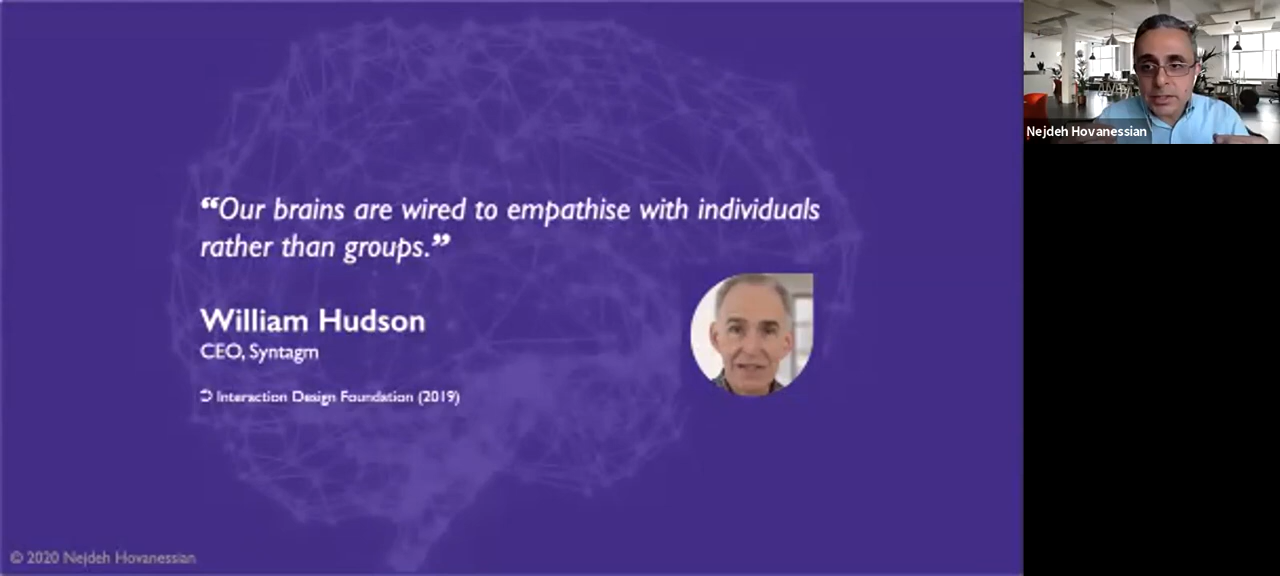 “Our brains are wired to empathise with individuals
rather than groups.”
William Hudson
CEO, Syntagm
➲ Interaction Design Foundation (2019)
© 2020 Nejdeh Hovanessian
Nejdeh Hovanessian